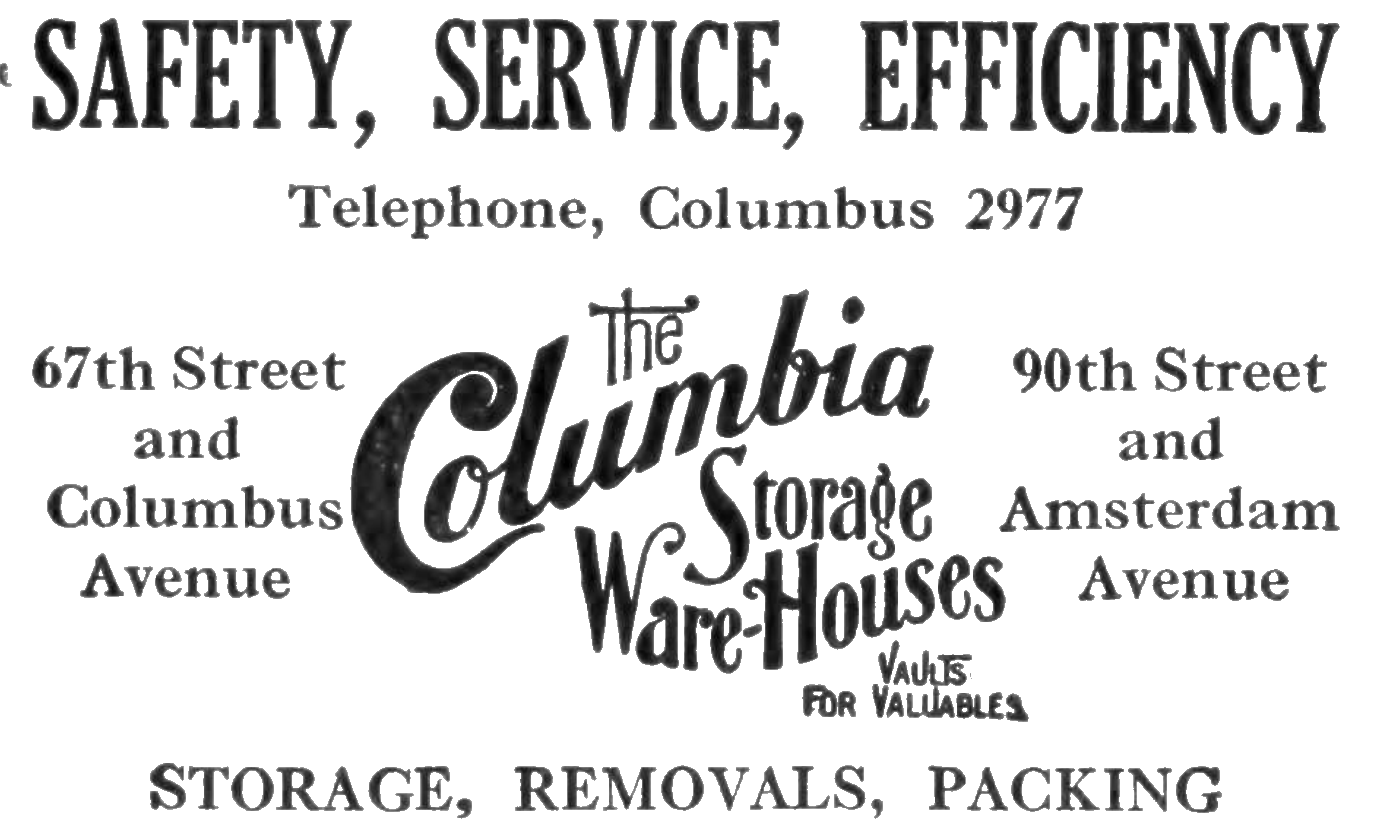 SAFETY, SERVICE, EFFICIENCY
Telephone, Columbus 2977
67th Street
and
Columbus
Avenue
The
Columbia
Storage
Ware-Houses
VAULTS
FOR VALUABLES
90th Street
and
Amsterdam
Avenue
STORAGE, REMOVALS, PACKING